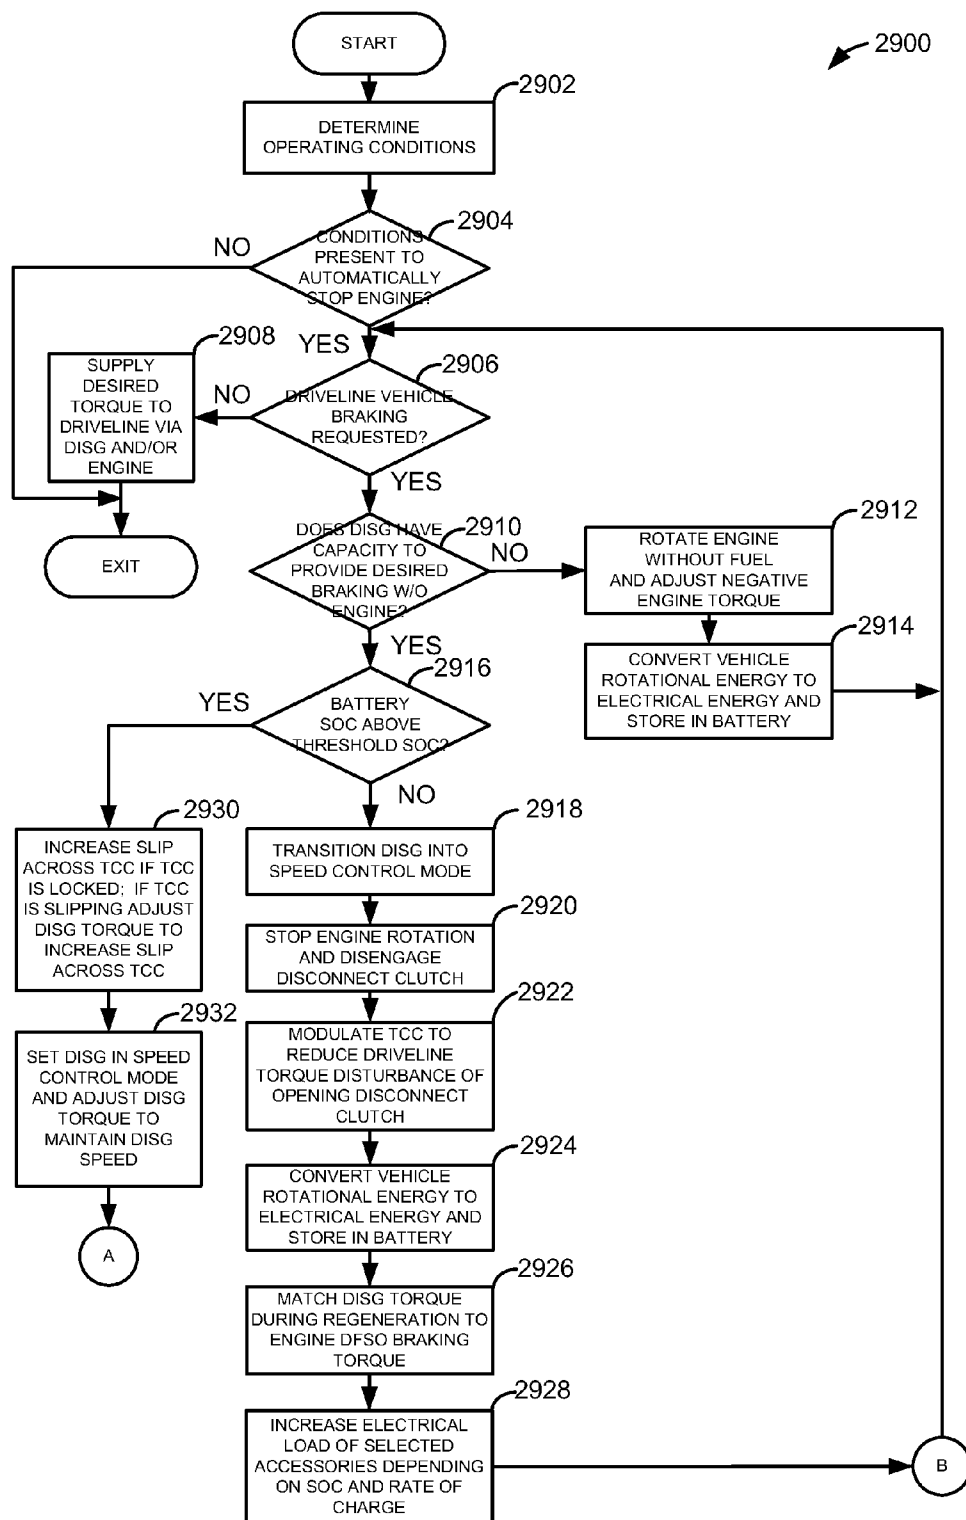 START
2900
2902
DETERMINE
OPERATING CONDITIONS
2904
NO
CONDITIONS
PRESENT TO
AUTOMATICALLY
STOP ENGINE?
YES
2908
SUPPLY
DESIRED
TORQUE TO
DRIVELINE VIA
DISG AND/OR
ENGINE
NO
2906
DRIVELINE VEHICLE
BRAKING
REQUESTED?
YES
EXIT
2910
DOES DISG HAVE
CAPACITY TO
PROVIDE DESIRED
BRAKING W/O
ENGINE?
NO
2912
ROTATE ENGINE
WITHOUT FUEL
AND ADJUST NEGATIVE
ENGINE TORQUE
2914
CONVERT VEHICLE
ROTATIONAL ENERGY TO
ELECTRICAL ENERGY AND
STORE IN BATTERY
YES
2916
YES
BATTERY
SOC ABOVE
THRESHOLD SOC?
NO
2930
INCREASE SLIP
ACROSS TCC IF TCC
IS LOCKED; IF TCC
IS SLIPPING ADJUST
DISG TORQUE TO
INCREASE SLIP
ACROSS TCC
2932
SET DISG IN SPEED
CONTROL MODE
AND ADJUST DISG
TORQUE TO
MAINTAIN DISG
SPEED
A
2918
TRANSITION DISG INTO
SPEED CONTROL MODE
2920
STOP ENGINE ROTATION
AND DISENGAGE
DISCONNECT CLUTCH
2922
MODULATE TCC TO
REDUCE DRIVELINE
TORQUE DISTURBANCE OF
OPENING DISCONNECT
CLUTCH
2924
CONVERT VEHICLE
ROTATIONAL ENERGY TO
ELECTRICAL ENERGY AND
STORE IN BATTERY
2926
MATCH DISG TORQUE
DURING REGENERATION TO
ENGINE DFSO BRAKING
TORQUE
2928
INCREASE ELECTRICAL
LOAD OF SELECTED
ACCESSORIES DEPENDING
ON SOC AND RATE OF
CHARGE
B